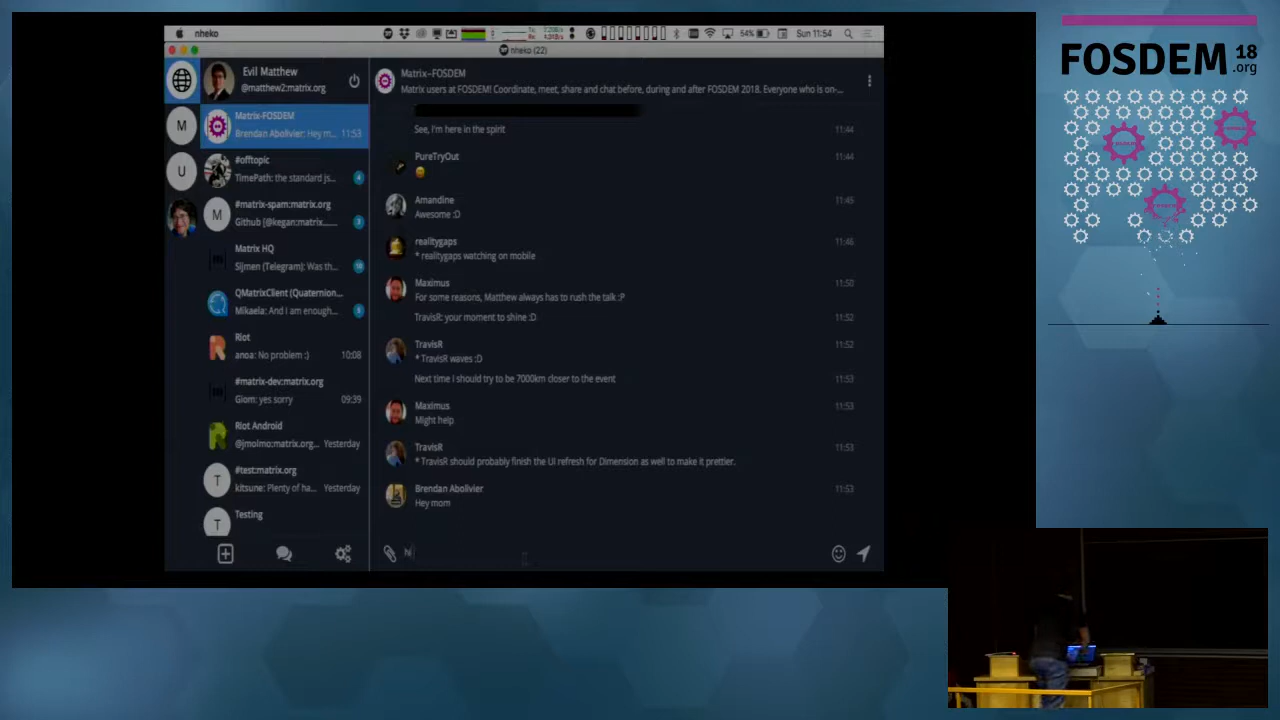 nheko
54%
Sun 11:54
nheko (22)
FOSDEM 18
.org
Evil Matthew
@matthew2:matrix.org
M
Matrix-FOSDEM
Brendan Abolivier: Hey m... 11:53
U
#offtopic
TimePath: the standard js... 4
M
#matrix-spam:matrix.org
Github [@kegan:matrix......
Matrix HQ
Sijmen (Telegram): Was th...
QMatrixClient (Quaternion...
Mikaela: And I am enough...
Riot
anoa: No problem :) 10:08
#matrix-dev:matrix.org
Giom: yes sorry 09:39
Riot Android
@jmolmo:matrix.org... Yesterday
T
#test:matrix.org
kitsune: Plenty of ha... Yesterday
T
Testing
Matrix-FOSDEM
Matrix users at FOSDEM! Coordinate, meet, share and chat before, during and after FOSDEM 2018. Everyone who is on-...
See, I'm here in the spirit 11:44
PureTryOut 11:44
Amandine 11:45
Awesome :D
realitygaps 11:46
* realitygaps watching on mobile
Maximus 11:50
For some reasons, Matthew always has to rush the talk :P
TravisR: your moment to shine :D 11:52
TravisR 11:52
* TravisR waves :D
Next time I should try to be 7000km closer to the event 11:53
Maximus 11:53
Might help
TravisR 11:53
* TravisR should probably finish the UI refresh for Dimension as well to make it prettier.
Brendan Abolivier 11:53
Hey mom
hi